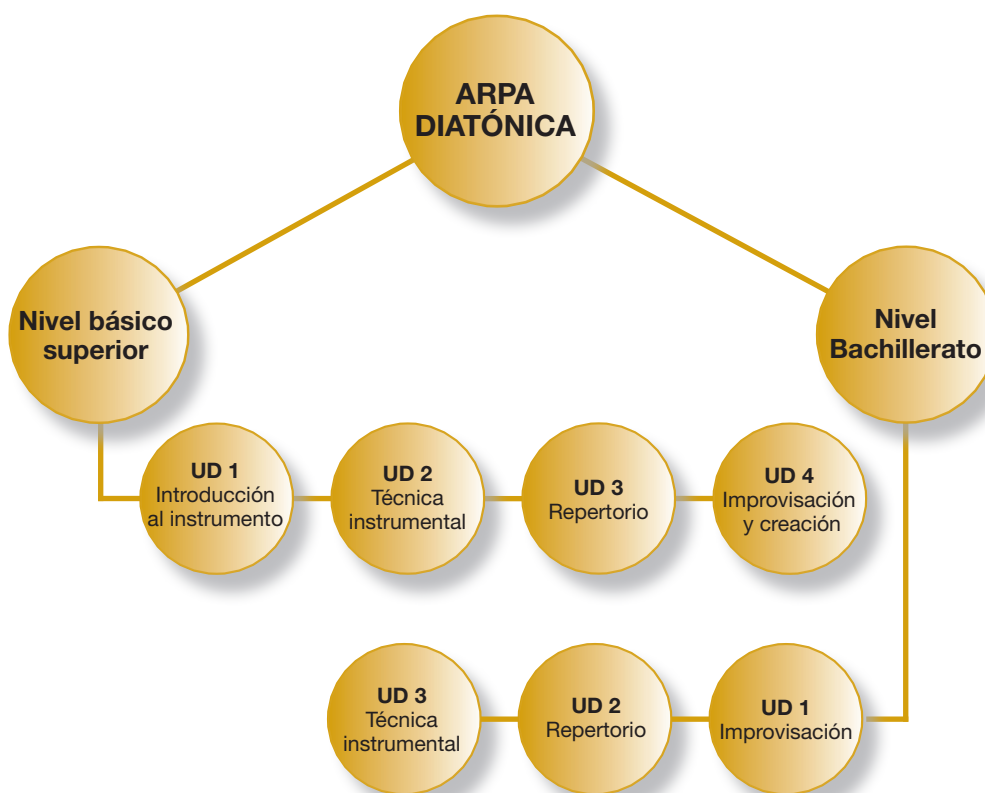 ARPA
DIATÓNICA
Nivel básico
superior
Nivel
Bachillerato
UD 1
Introducción
al instrumento
UD 2
Técnica
instrumental
UD 3
Repertorio
UD 4
Improvisación
y creación
UD 3
Técnica
instrumental
UD 2
Repertorio
UD 1
Improvisación